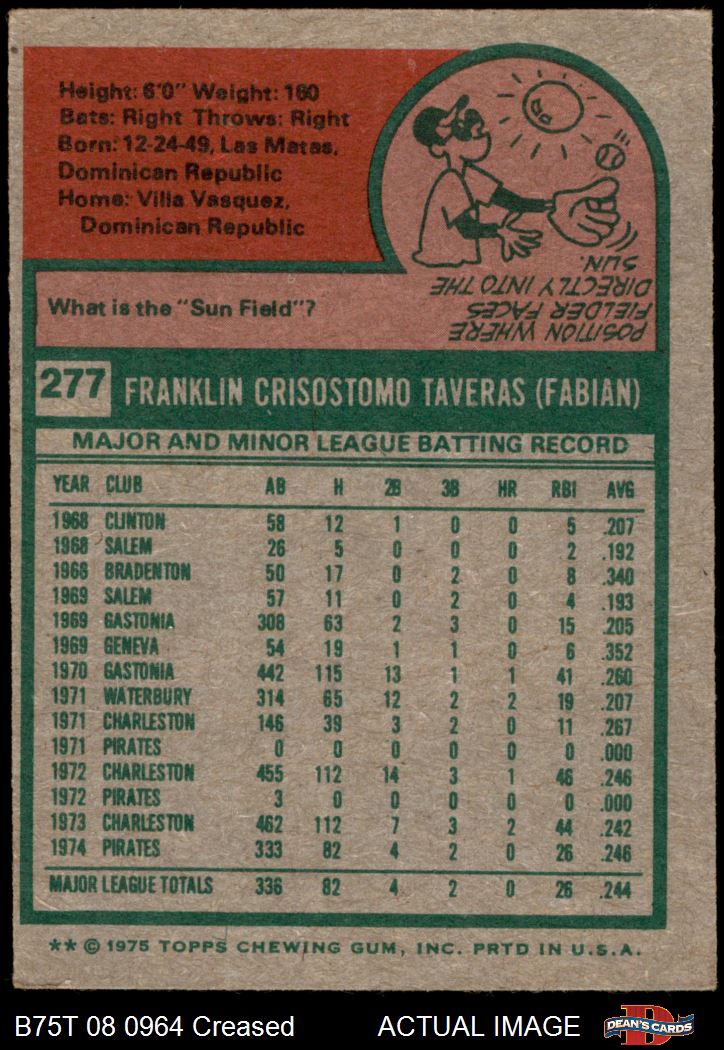 Height: 6'0" Weight: 160
Bats: Right Throws: Right
Born: 12-24-49, Las Matas,
Dominican Republic
Home: Villa Vasquez,
Dominican Republic
What is the "Sun Field"?
POSITION WHERE
FIELDER FACES
DIRECTLY INTO THE
SUN.
277 FRANKLIN CRISOSTOMO TAVERAS (FABIAN)
MAJOR AND MINOR LEAGUE BATTING RECORD
YEAR CLUB AB H 2B 3B HR RBI AVG
1968 CLINTON 58 12 1 0 0 5 .207
1968 SALEM 26 5 0 0 0 2 .192
1968 BRADENTON 50 17 0 2 0 8 .340
1969 SALEM 57 11 0 2 0 4 .193
1969 GASTONIA 308 63 2 3 0 15 .205
1969 GENEVA 54 19 1 1 0 6 .352
1970 GASTONIA 442 115 13 1 1 41 .260
1971 WATERBURY 314 65 12 2 2 19 .207
1971 CHARLESTON 146 39 3 2 0 11 .267
1971 PIRATES 0 0 0 0 0 0 .000
1972 CHARLESTON 455 112 14 3 1 46 .246
1972 PIRATES 3 0 0 0 0 0 .000
1973 CHARLESTON 462 112 7 3 2 44 .242
1974 PIRATES 333 82 4 2 0 26 .246
MAJOR LEAGUE TOTALS 336 82 4 2 0 26 .244
** © 1975 TOPPS CHEWING GUM, INC. PRTD IN U.S.A.
B75T 08 0964 Creased ACTUAL IMAGE
D
DEAN'S CARDS